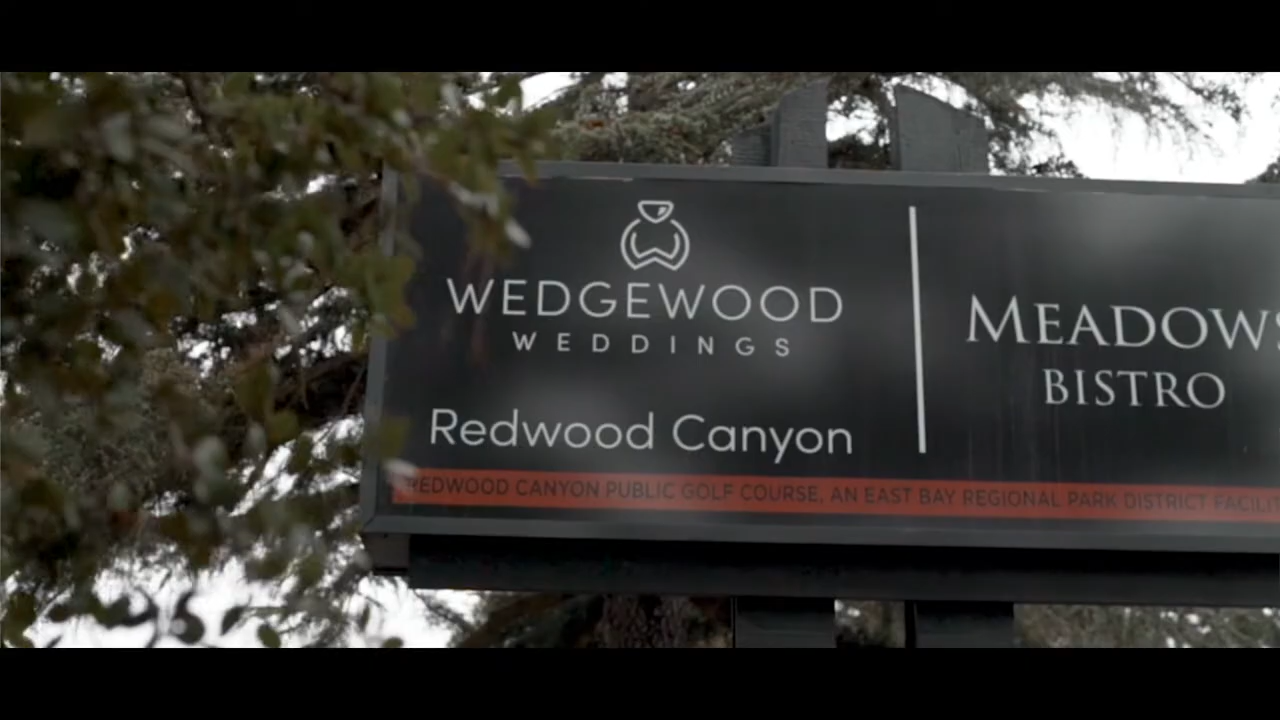 WEDGEWOOD
WEDDINGS
Redwood Canyon
MEADOWS
BISTRO
REDWOOD CANYON PUBLIC GOLF COURSE, AN EAST BAY REGIONAL PARK DISTRICT